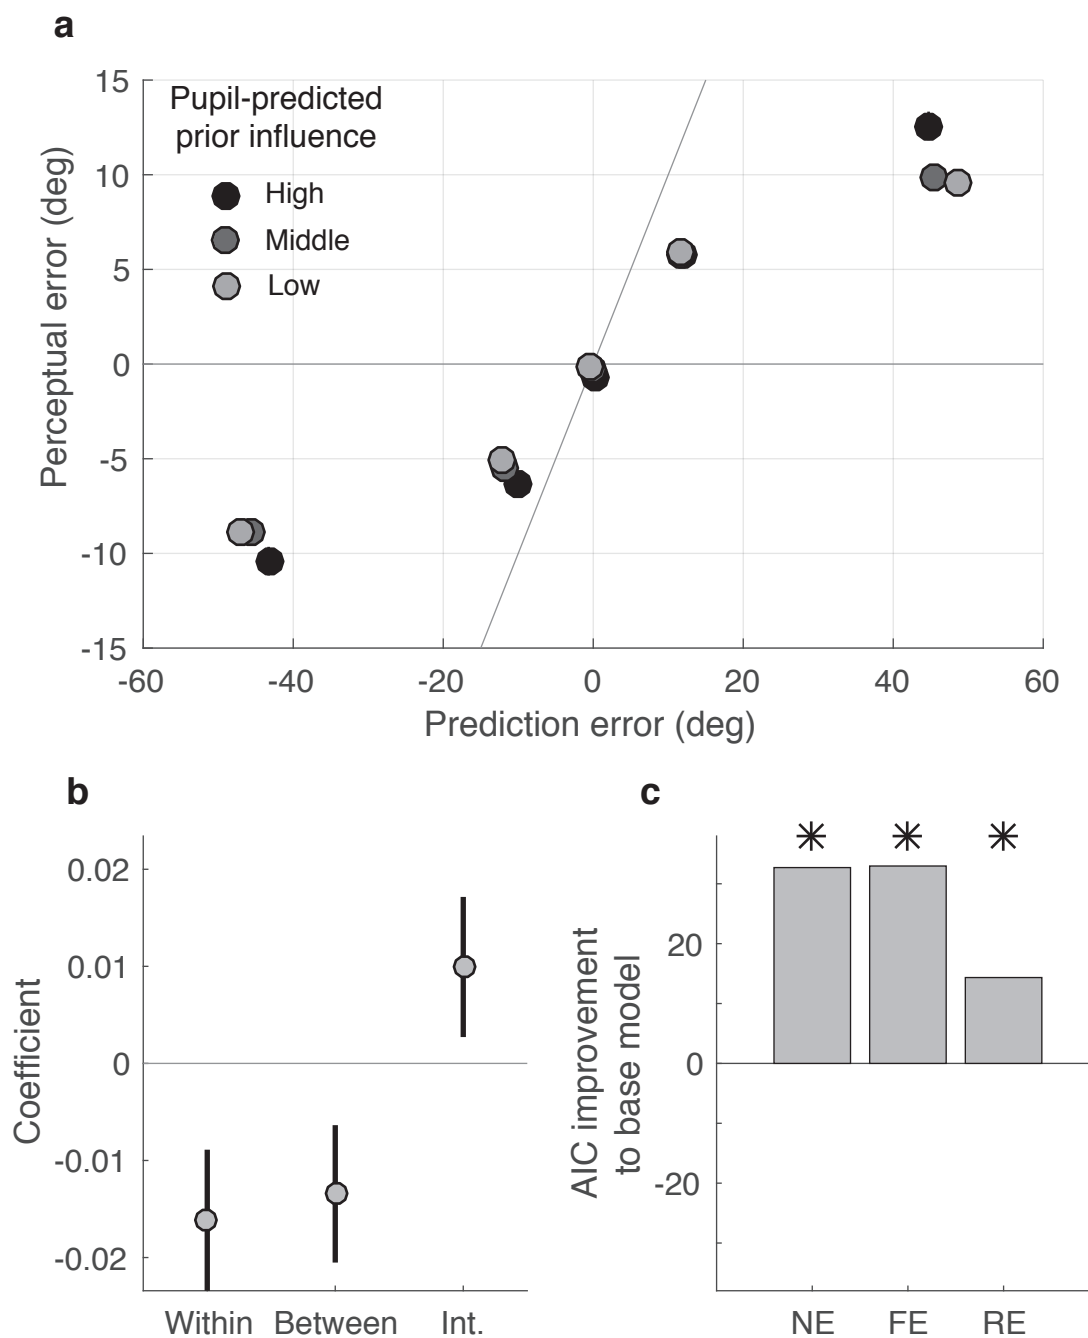 a
Pupil-predicted
prior influence
High
Middle
Low
15
10
5
0
-5
-10
-15
Perceptual error (deg)
-60 -40 -20 0 20 40 60
Prediction error (deg)
b
0.02
0.01
0
-0.01
-0.02
Coefficient
Within Between Int.
c
20
0
-20
AIC improvement
to base model
NE FE RE